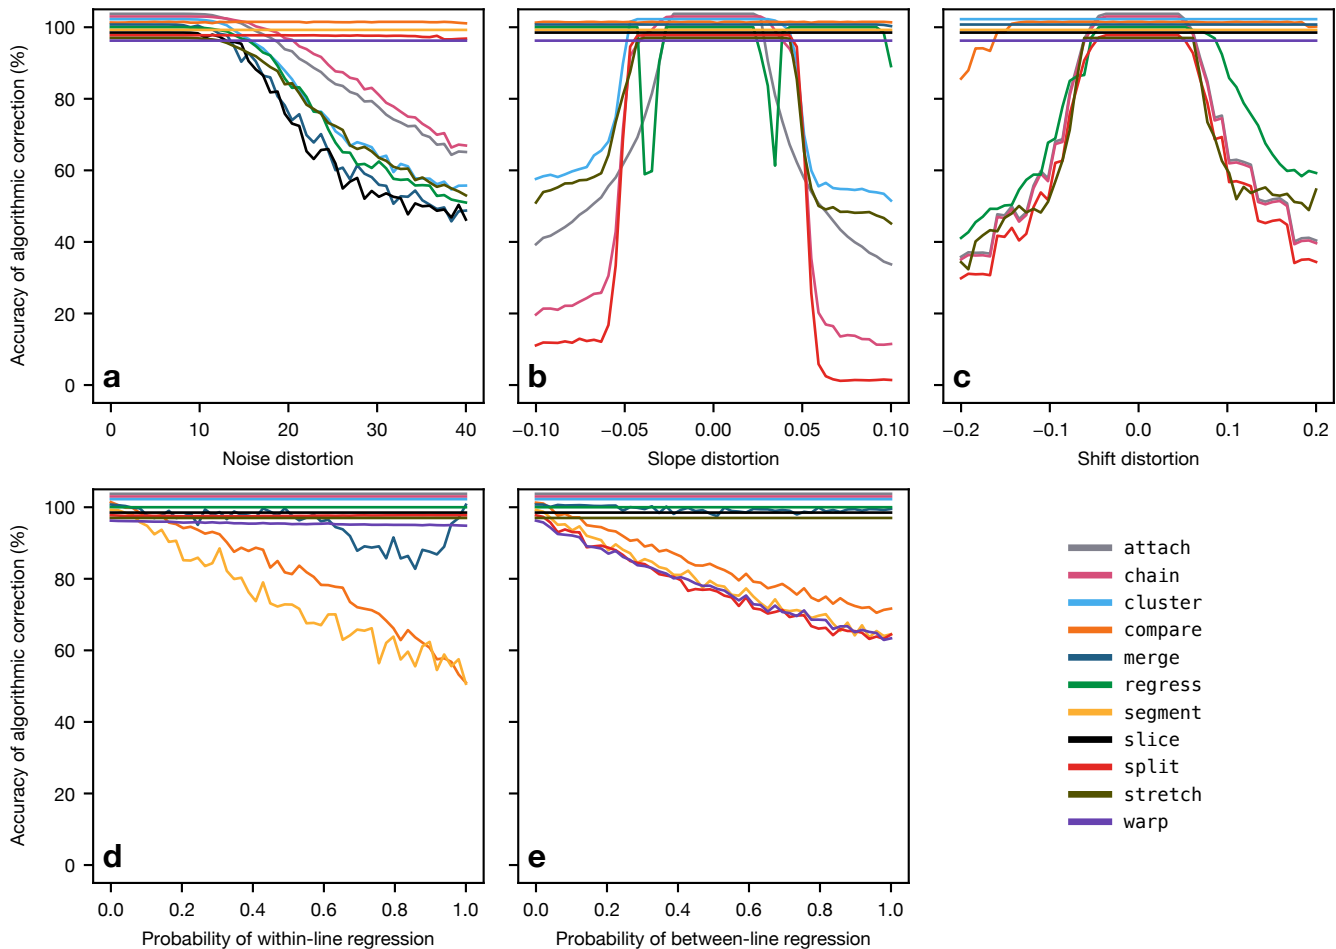 Accuracy of algorithmic correction (%)
100
80
60
40
20
0
a
0 10 20 30 40
Noise distortion
b
−0.10 −0.05 0.00 0.05 0.10
Slope distortion
c
−0.2 −0.1 0.0 0.1 0.2
Shift distortion
Accuracy of algorithmic correction (%)
100
80
60
40
20
0
d
0.0 0.2 0.4 0.6 0.8 1.0
Probability of within-line regression
e
0.0 0.2 0.4 0.6 0.8 1.0
Probability of between-line regression
attach
chain
cluster
compare
merge
regress
segment
slice
split
stretch
warp